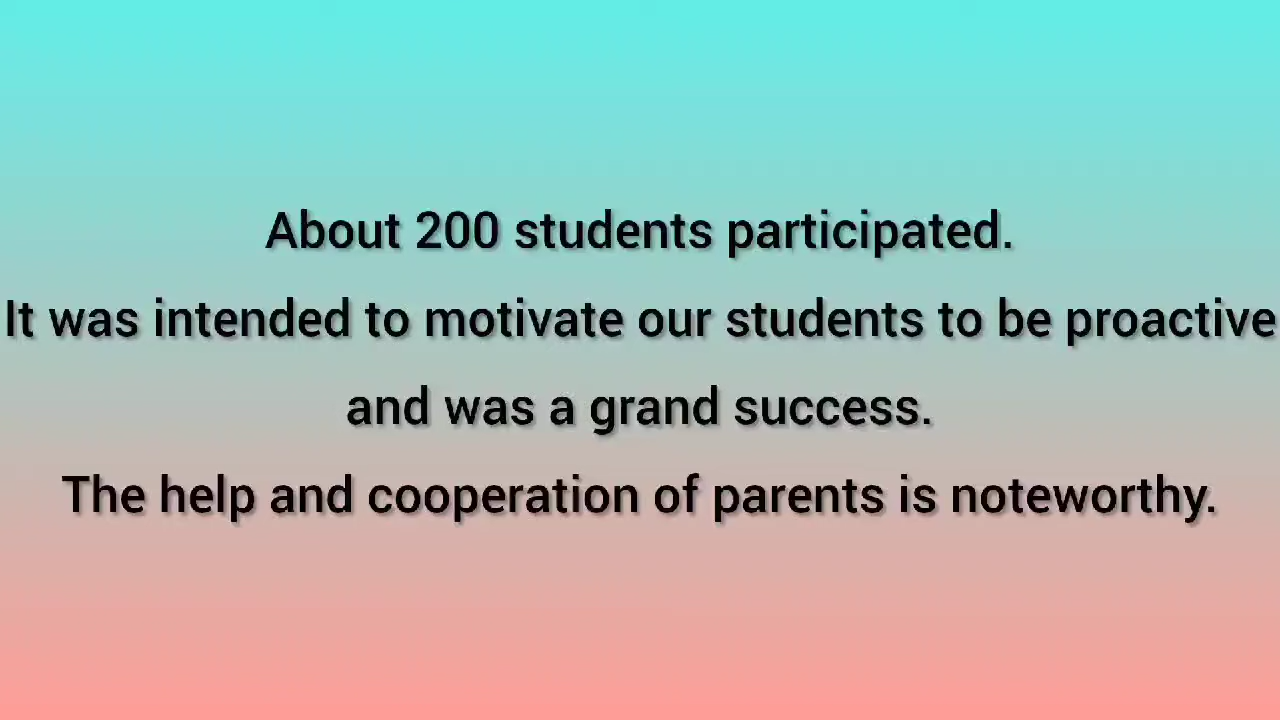 About 200 students participated.
It was intended to motivate our students to be proactive
and was a grand success.
The help and cooperation of parents is noteworthy.